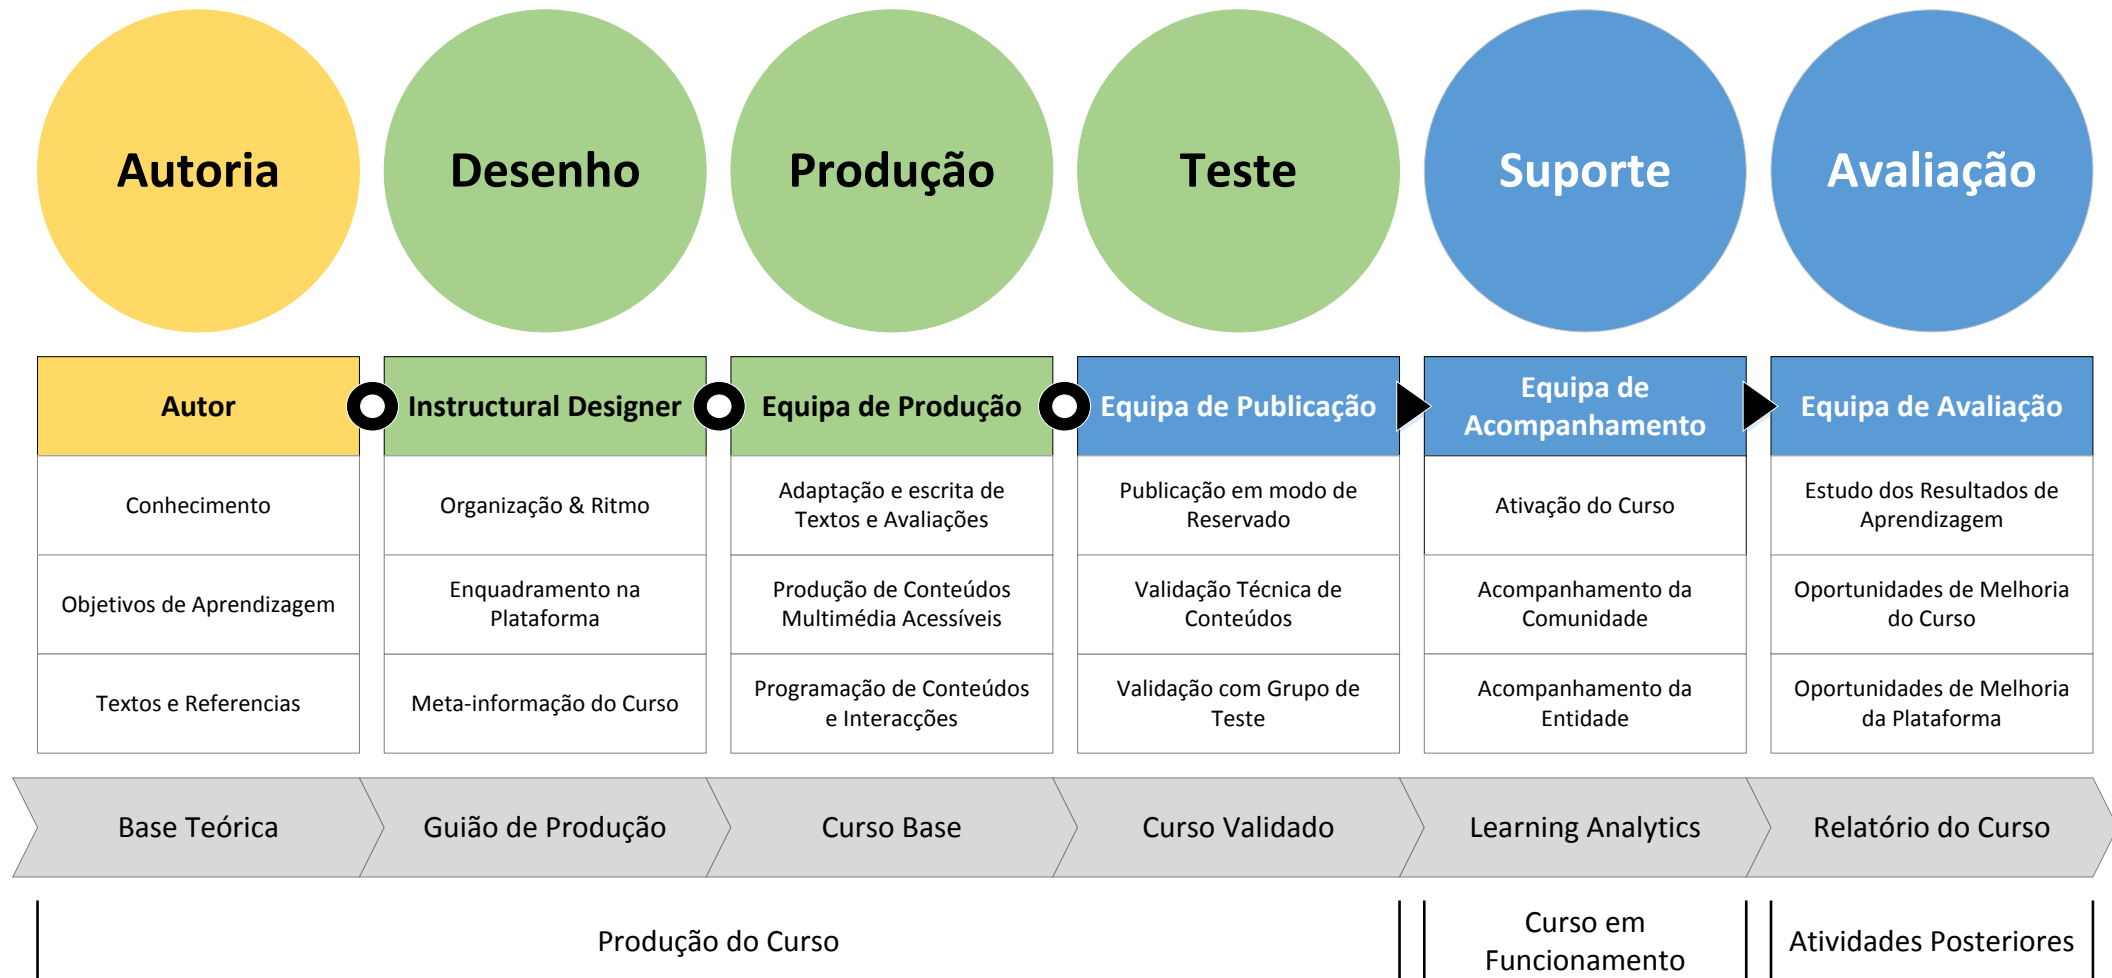 Autoria
Desenho
Produção
Teste
Suporte
Avaliação
Autor
Instructural Designer
Equipa de Produção
Equipa de Publicação
Equipa de
Acompanhamento
Equipa de Avaliação
Conhecimento
Organização & Ritmo
Adaptação e escrita de
Textos e Avaliações
Publicação em modo de
Reservado
Ativação do Curso
Estudo dos Resultados de
Aprendizagem
Objetivos de Aprendizagem
Enquadramento na
Plataforma
Produção de Conteúdos
Multimédia Acessíveis
Validação Técnica de
Conteúdos
Acompanhamento da
Comunidade
Oportunidades de Melhoria
do Curso
Textos e Referencias
Meta-informação do Curso
Programação de Conteúdos
e Interacções
Validação com Grupo de
Teste
Acompanhamento da
Entidade
Oportunidades de Melhoria
da Plataforma
Base Teórica
Guião de Produção
Curso Base
Curso Validado
Learning Analytics
Relatório do Curso
Produção do Curso
Curso em
Funcionamento
Atividades Posteriores